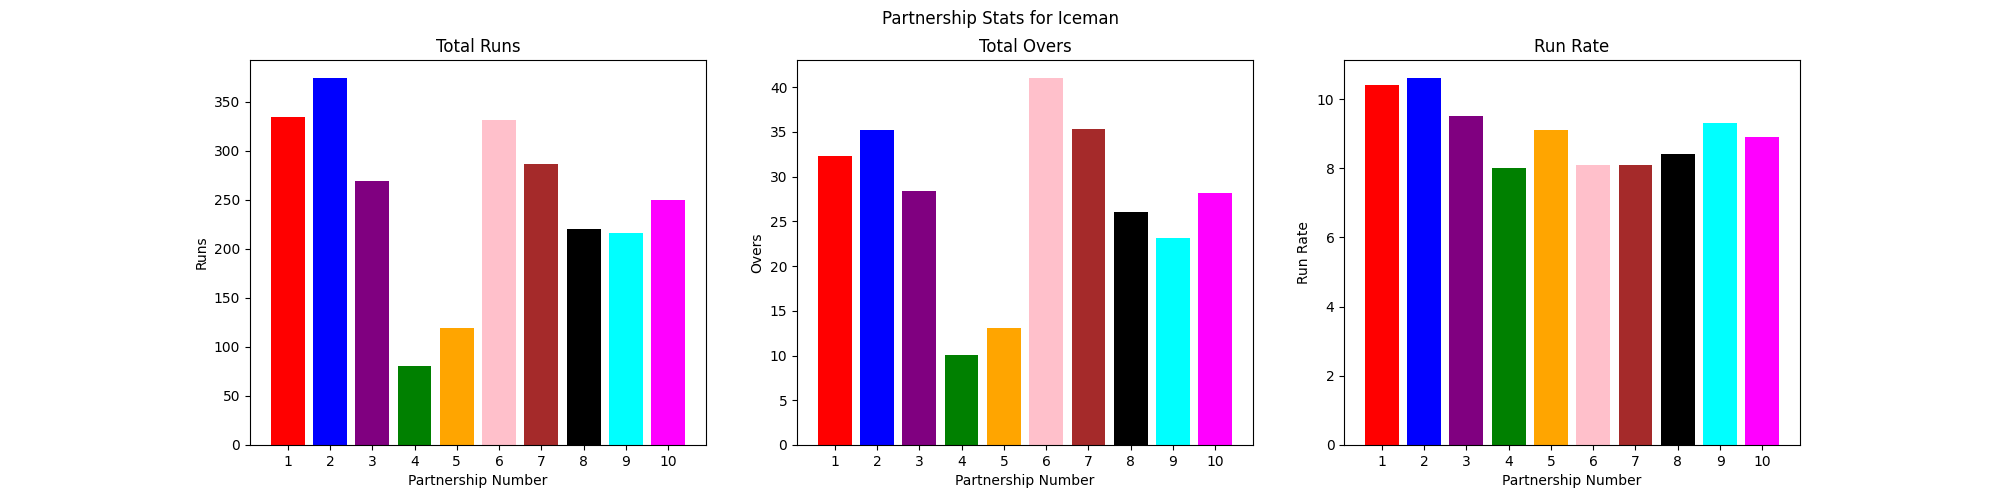 Partnership Stats for Iceman
Total Runs
Runs
350
300
250
200
150
100
50
0
1 2 3 4 5 6 7 8 9 10
Partnership Number
Total Overs
Overs
40
35
30
25
20
15
10
5
0
1 2 3 4 5 6 7 8 9 10
Partnership Number
Run Rate
Run Rate
10
8
6
4
2
0
1 2 3 4 5 6 7 8 9 10
Partnership Number